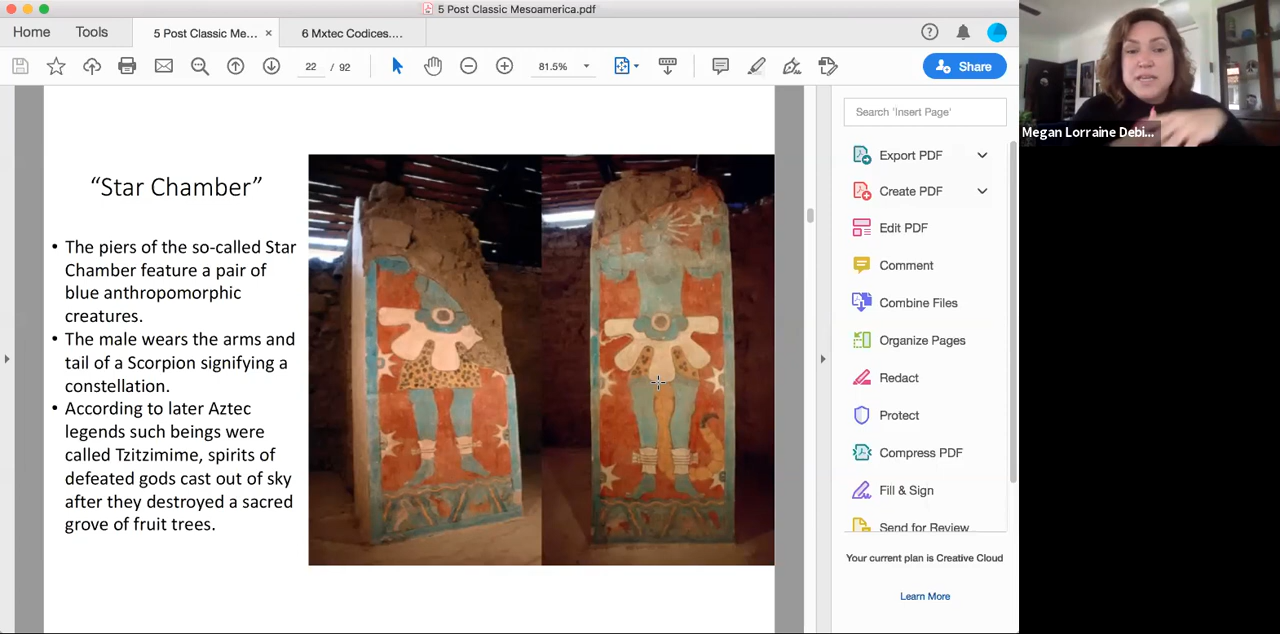 5 Post Classic Mesoamerica.pdf
Home
Tools
5 Post Classic Me...
×
6 Mxtec Codices....
22 / 92
81.5%
Share
Megan Lorraine Debi...
Search 'Insert Page'
“Star Chamber”
• The piers of the so-called Star
Chamber feature a pair of
blue anthropomorphic
creatures.
• The male wears the arms and
tail of a Scorpion signifying a
constellation.
• According to later Aztec
legends such beings were
called Tzitzimime, spirits of
defeated gods cast out of sky
after they destroyed a sacred
grove of fruit trees.
Export PDF
Create PDF
Edit PDF
Comment
Combine Files
Organize Pages
Redact
Protect
Compress PDF
Fill & Sign
Send for Review
Your current plan is Creative Cloud
Learn More